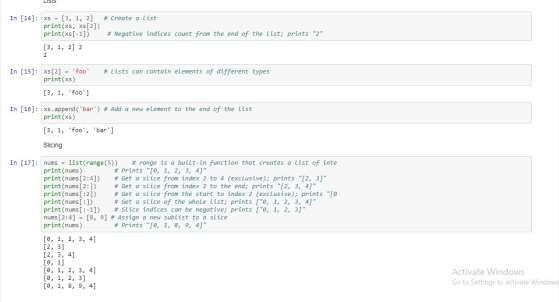 Lists
In [14]: xs = [3, 1, 2]   # Create a list
print(xs, xs[2])
print(xs[-1])     # Negative indices count from the end of the list; prints "2"
[3, 1, 2] 2
2
In [15]: xs[2] = 'foo'    # Lists can contain elements of different types
print(xs)
[3, 1, 'foo']
In [16]: xs.append('bar') # Add a new element to the end of the list
print(xs)
[3, 1, 'foo', 'bar']
Slicing
In [17]: nums = list(range(5))    # range is a built-in function that creates a list of inte
print(nums)         # Prints "[0, 1, 2, 3, 4]"
print(nums[2:4])    # Get a slice from index 2 to 4 (exclusive); prints "[2, 3]"
print(nums[2:])     # Get a slice from index 2 to the end; prints "[2, 3, 4]"
print(nums[:2])     # Get a slice from the start to index 2 (exclusive); prints "[0
print(nums[:])      # Get a slice of the whole list; prints ["0, 1, 2, 3, 4]"
print(nums[:-1])    # Slice indices can be negative; prints ["0, 1, 2, 3]"
nums[2:4] = [8, 9] # Assign a new sublist to a slice
print(nums)         # Prints "[0, 1, 8, 9, 4]"
[0, 1, 2, 3, 4]
[2, 3]
[2, 3, 4]
[0, 1]
[0, 1, 2, 3, 4]
[0, 1, 2, 3]
[0, 1, 8, 9, 4]
Activate Windows
Go to Settings to activate Windows